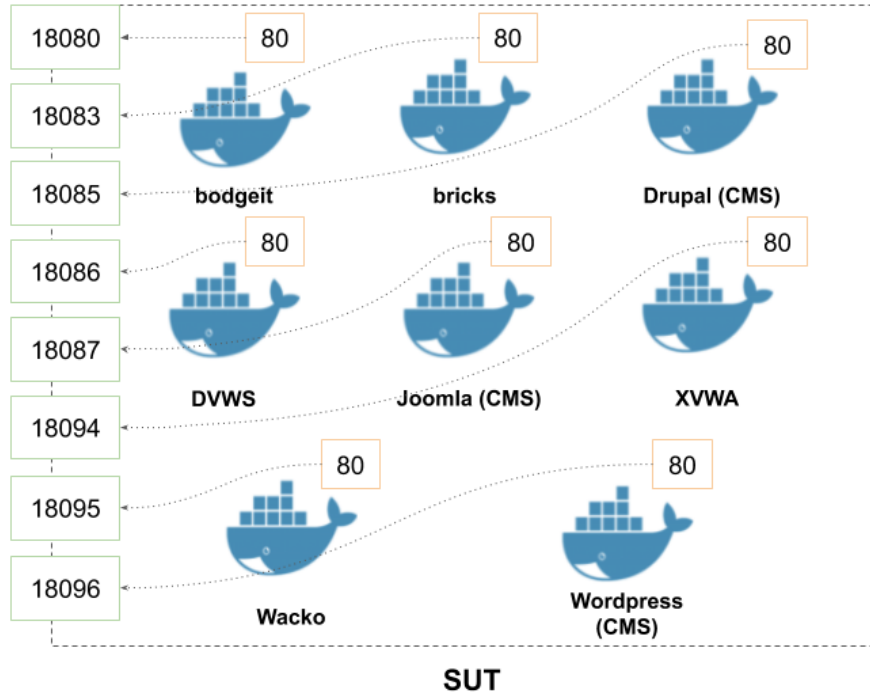 18080
80
80
80
18083
18085
bodgeit
bricks
Drupal (CMS)
18086
80
80
80
18087
DVWS
Joomla (CMS)
XVWA
18094
80
80
18095
18096
Wacko
Wordpress
(CMS)
SUT